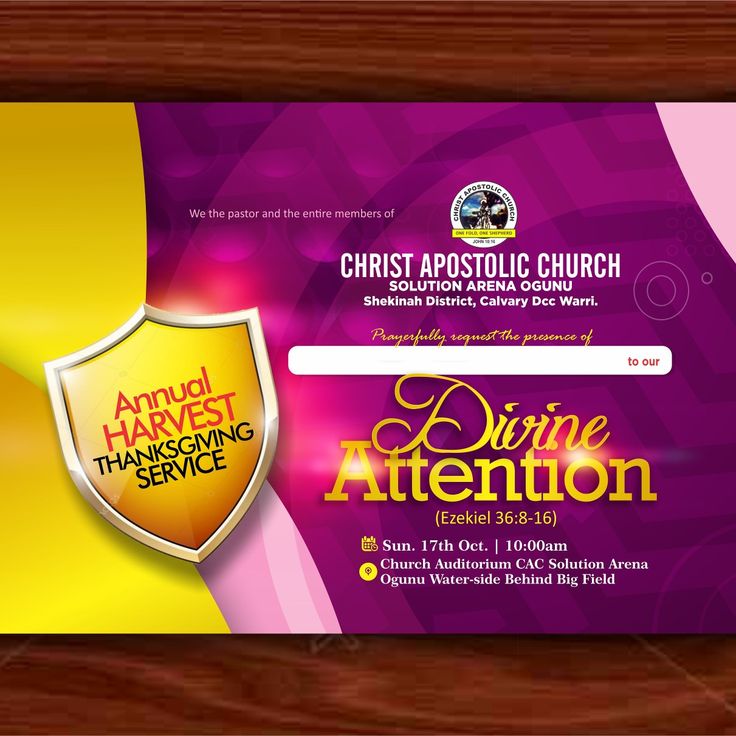 We the pastor and the entire members of
CHRIST APOSTOLIC CHURCH
ONE FOLD, ONE SHEPHERD
JOHN 10:16
CHRIST APOSTOLIC CHURCH
SOLUTION ARENA OGUNU
Shekinah District, Calvary Dcc Warri.
Prayerfully request the presence of
to our
Annual
HARVEST
THANKSGIVING
SERVICE
Divine
Attention
(Ezekiel 36:8-16)
Sun. 17th Oct. | 10:00am
Church Auditorium CAC Solution Arena
Ogunu Water-side Behind Big Field